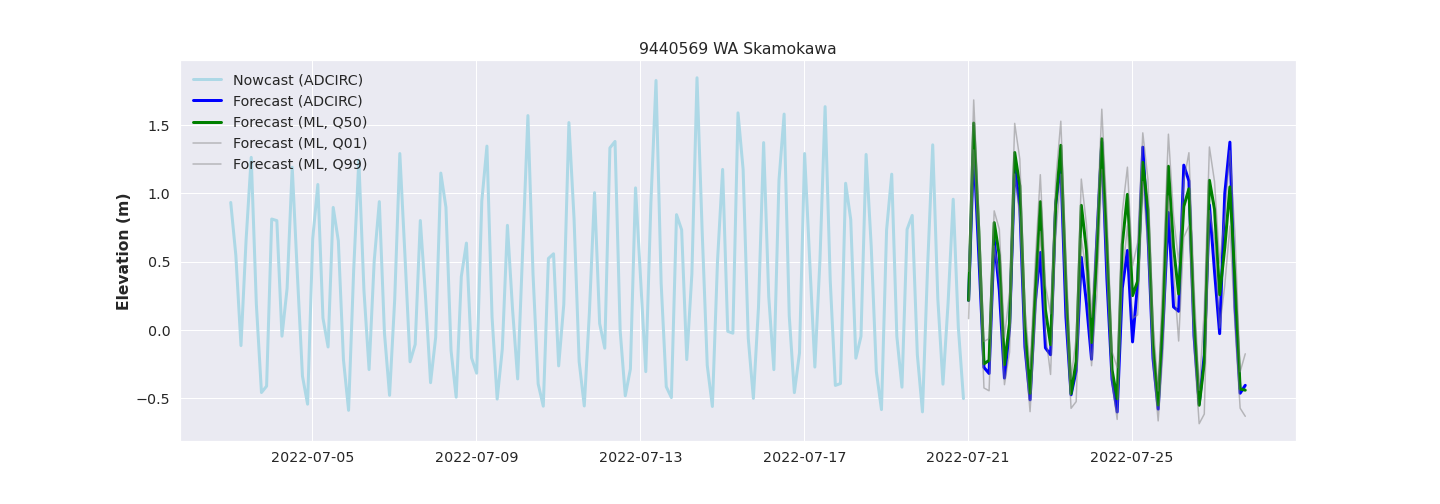 9440569 WA Skamokawa
Nowcast (ADCIRC)
Forecast (ADCIRC)
Forecast (ML, Q50)
Forecast (ML, Q01)
Forecast (ML, Q99)
Elevation (m)
1.5
1.0
0.5
0.0
−0.5
2022-07-05
2022-07-09
2022-07-13
2022-07-17
2022-07-21
2022-07-25